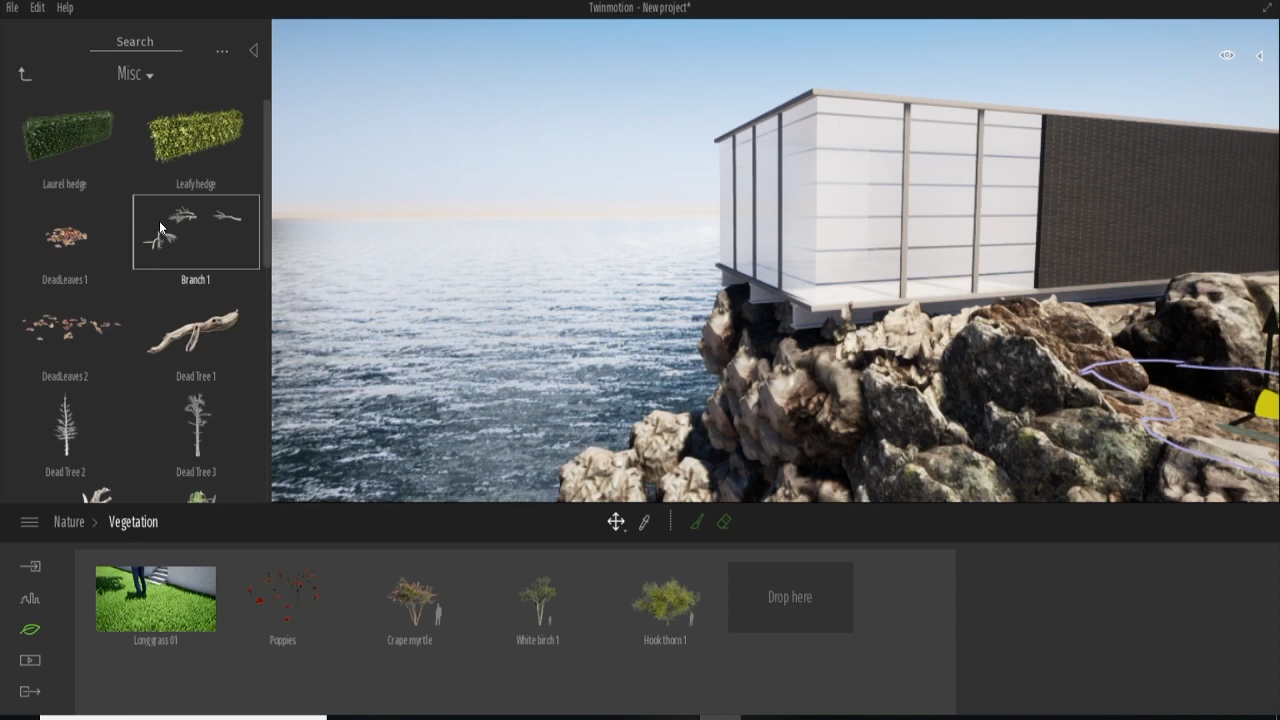 File Edit Help
Twinmotion - New project*
Search
...
Misc
Laurel hedge
Leafy hedge
DeadLeaves 1
Branch 1
DeadLeaves 2
Dead Tree 1
Dead Tree 2
Dead Tree 3
Nature > Vegetation
Longgrass 01
Poppies
Crape myrtle
White birch 1
Hook thorn 1
Drop here